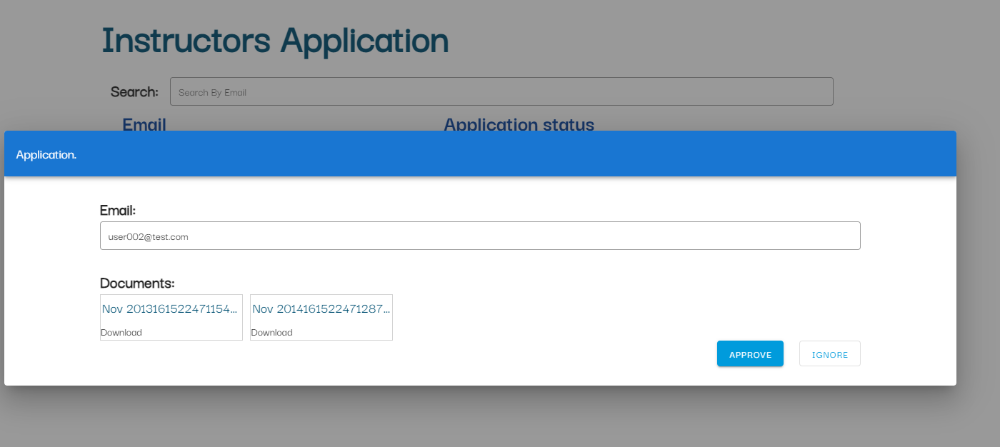 Instructors Application
Search: Search By Email
Email Application status
Application.
Email:
user002@test.com
Documents:
Nov 2013161522471154... Nov 2014161522471287...
Download Download
APPROVE IGNORE